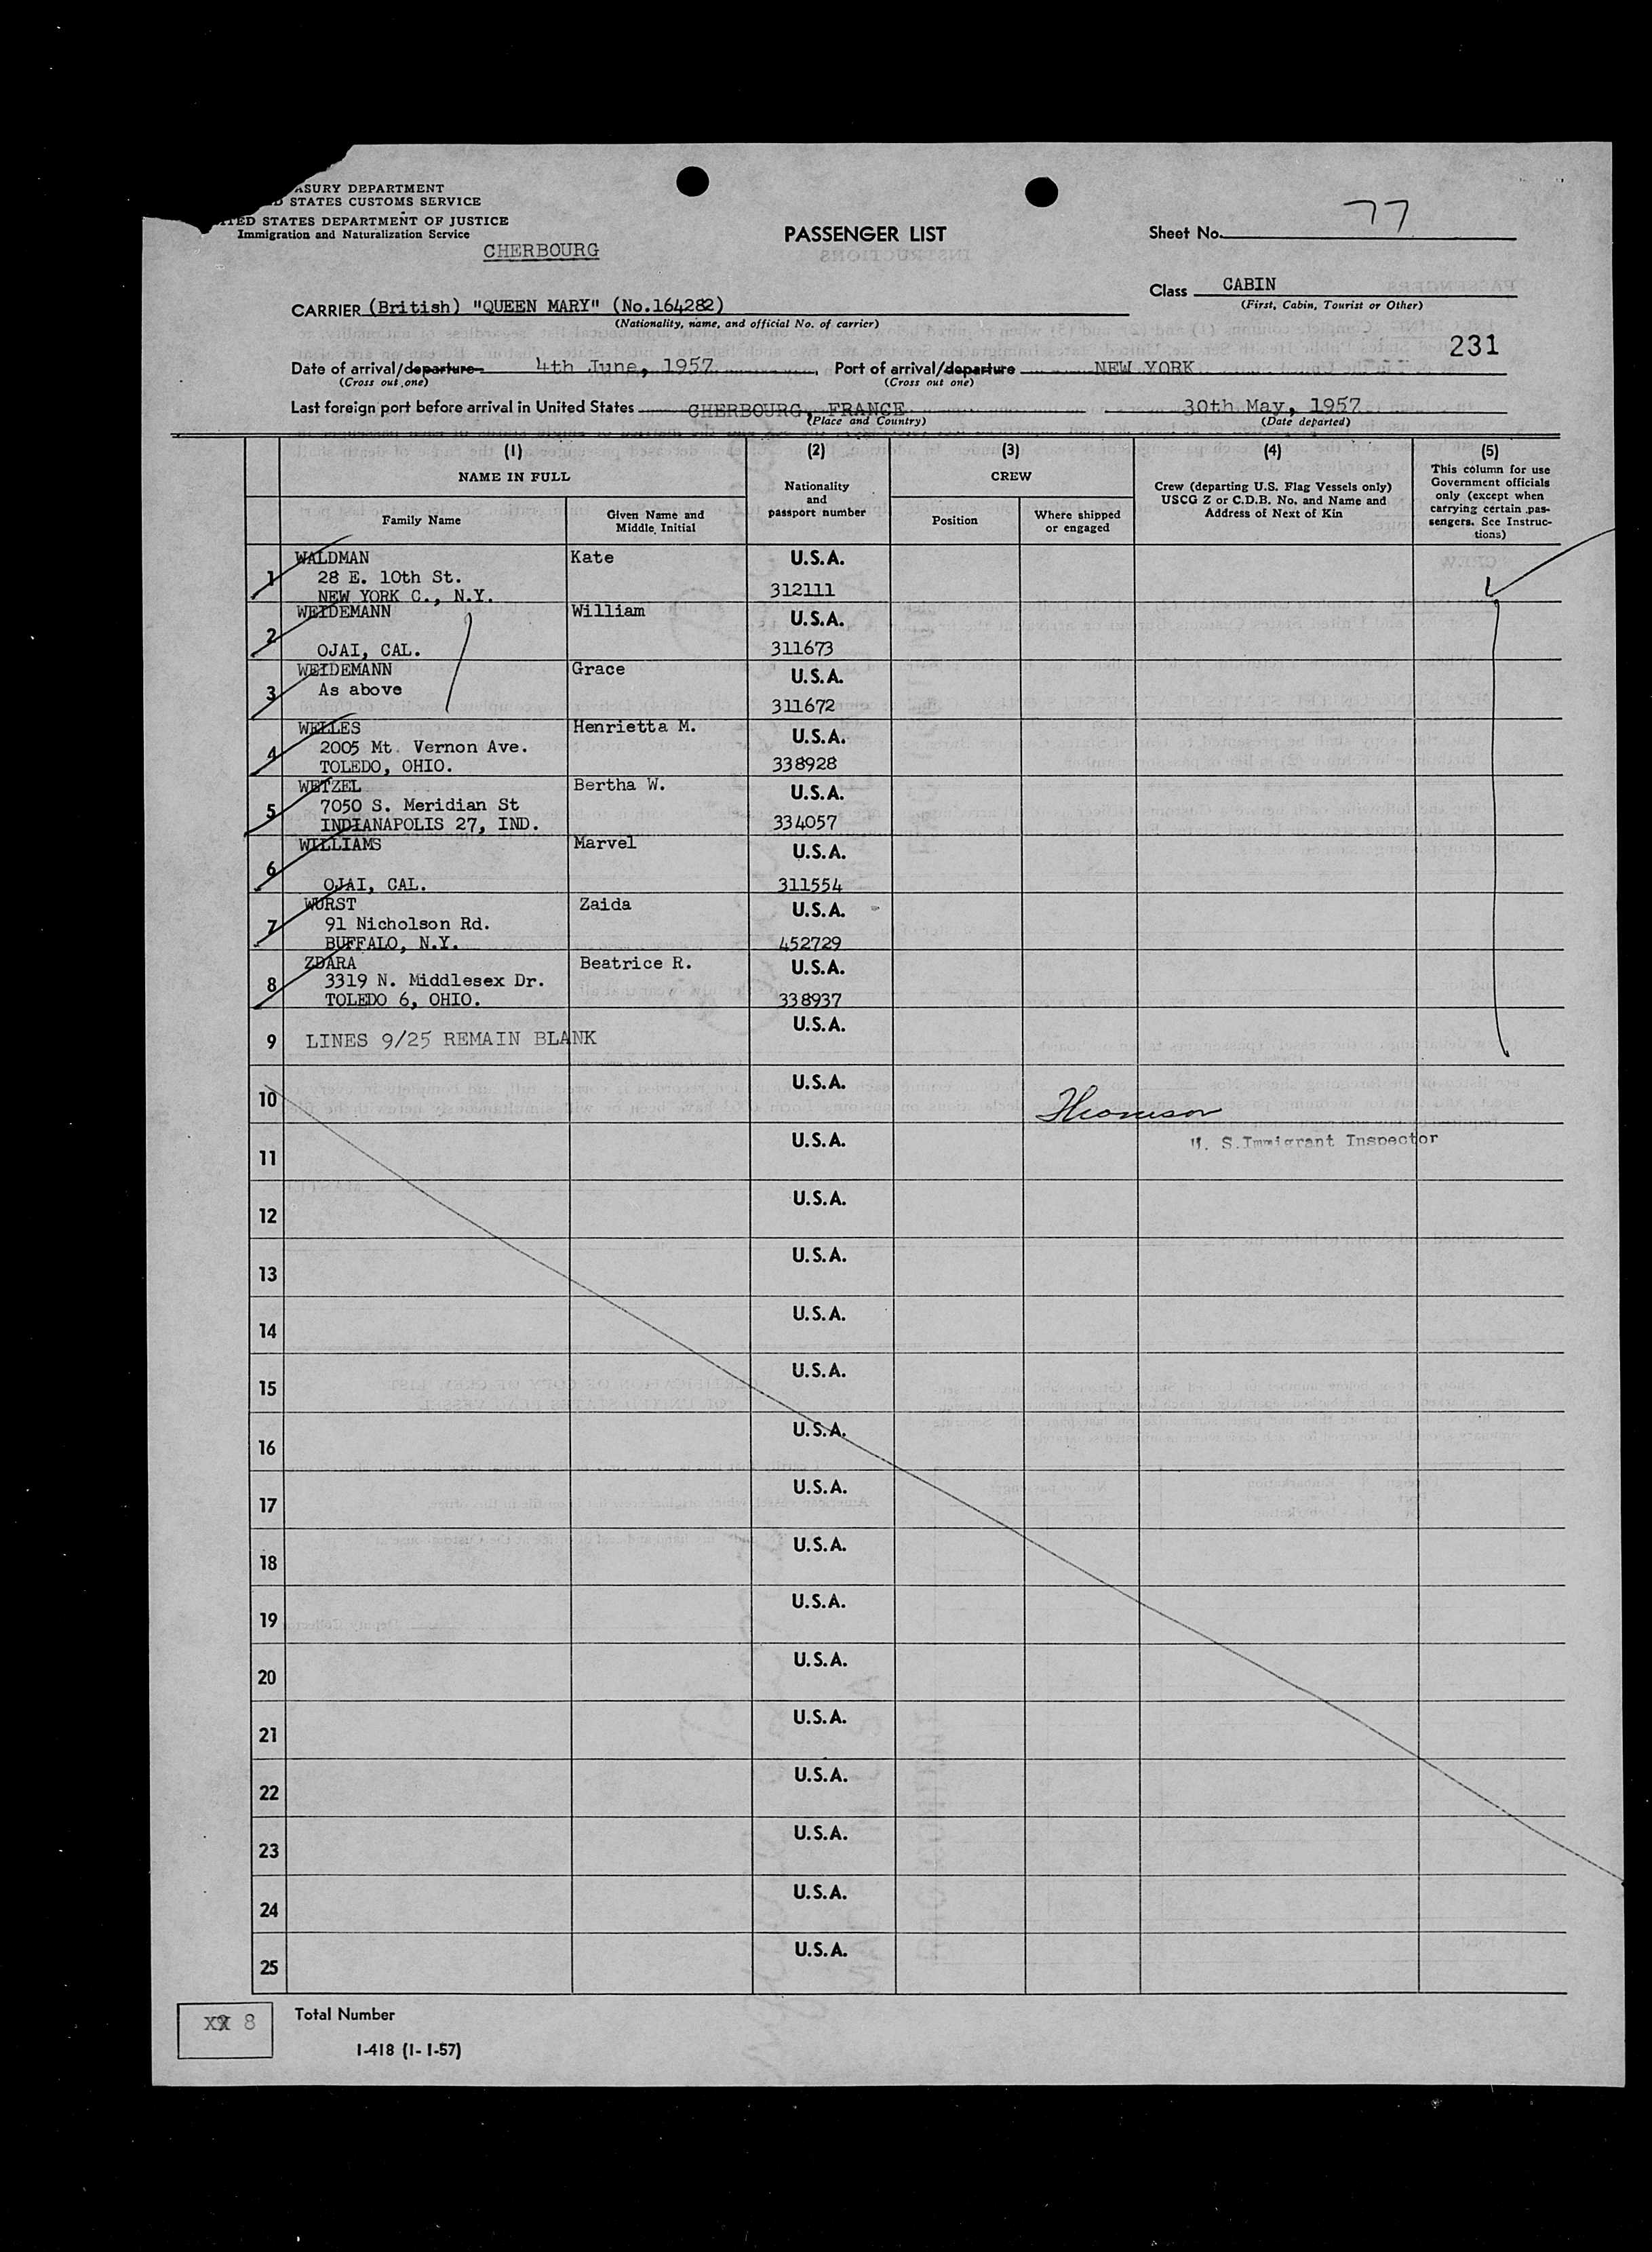 ASURY DEPARTMENT
D STATES CUSTOMS SERVICE
ITED STATES DEPARTMENT OF JUSTICE
Immigration and Naturalization Service
CHERBOURG
PASSENGER LIST
Sheet No. 77
Class CABIN
(First, Cabin, Tourist or Other)
CARRIER (British) "QUEEN MARY" (No.164282)
(Nationality, name, and official No. of carrier)
231
Date of arrival/departure 4th June, 1957, Port of arrival/departure NEW YORK
(Cross out one) (Cross out one)
Last foreign port before arrival in United States CHERBOURG, FRANCE 30th May, 1957
(Place and Country) (Date departed)
(1) (2) (3) (4) (5)
NAME IN FULL
Family Name
Given Name and
Middle Initial
Nationality
and
passport number
CREW
Position
Where shipped
or engaged
Crew (departing U.S. Flag Vessels only)
USCG Z or C.D.B. No. and Name and
Address of Next of Kin
This column for use
Government officials
only (except when
carrying certain pas-
sengers. See Instruc-
tions)
1 WALDMAN Kate U.S.A.
28 E. 10th St.
NEW YORK C., N.Y. 312111
2 WEIDEMANN William U.S.A.
OJAI, CAL. 311673
3 WEIDEMANN Grace U.S.A.
As above
311672
4 WELLES Henrietta M. U.S.A.
2005 Mt. Vernon Ave.
TOLEDO, OHIO. 338928
5 WETZEL Bertha W. U.S.A.
7050 S. Meridian St
INDIANAPOLIS 27, IND. 334057
6 WILLIAMS Marvel U.S.A.
OJAI, CAL. 311554
7 WURST Zaida U.S.A.
91 Nicholson Rd.
BUFFALO, N.Y. 452729
8 ZDARA Beatrice R. U.S.A.
3319 N. Middlesex Dr.
TOLEDO 6, OHIO. 338937
9 LINES 9/25 REMAIN BLANK U.S.A.
10 U.S.A.
Thomson
11 U.S.A. U. S.Immigrant Inspector
12 U.S.A.
13 U.S.A.
14 U.S.A.
15 U.S.A.
16 U.S.A.
17 U.S.A.
18 U.S.A.
19 U.S.A.
20 U.S.A.
21 U.S.A.
22 U.S.A.
23 U.S.A.
24 U.S.A.
25 U.S.A.
8 Total Number
I-418 (1-1-57)